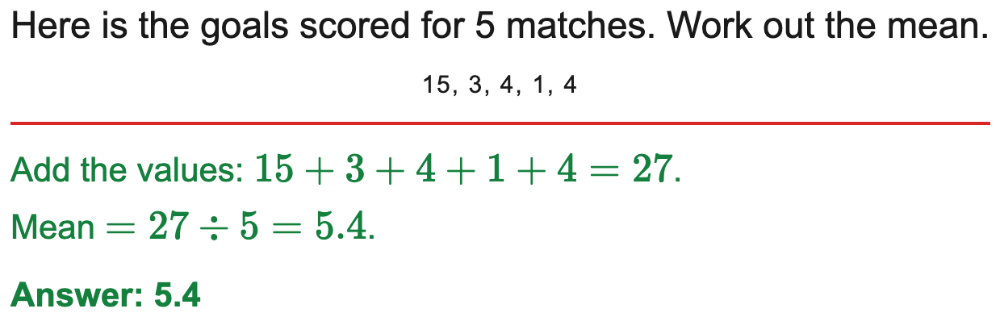 Here is the goals scored for 5 matches. Work out the mean.
15, 3, 4, 1, 4
Add the values: 15 + 3 + 4 + 1 + 4 = 27.
Mean = 27 ÷ 5 = 5.4.
Answer: 5.4